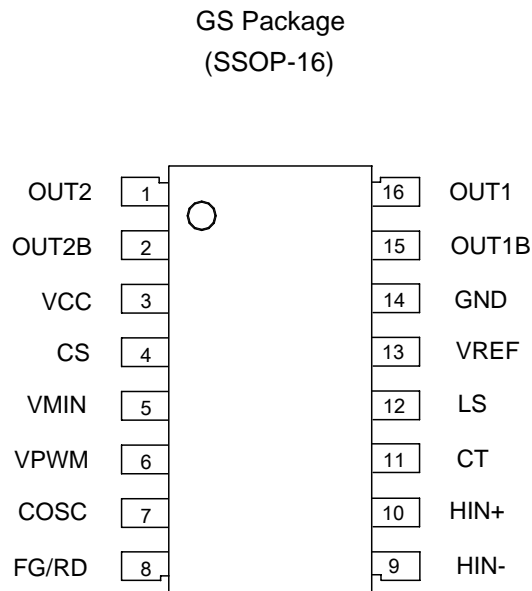 GS Package
(SSOP-16)
OUT2 1 16 OUT1
OUT2B 2 15 OUT1B
VCC 3 14 GND
CS 4 13 VREF
VMIN 5 12 LS
VPWM 6 11 CT
COSC 7 10 HIN+
FG/RD 8 9 HIN-